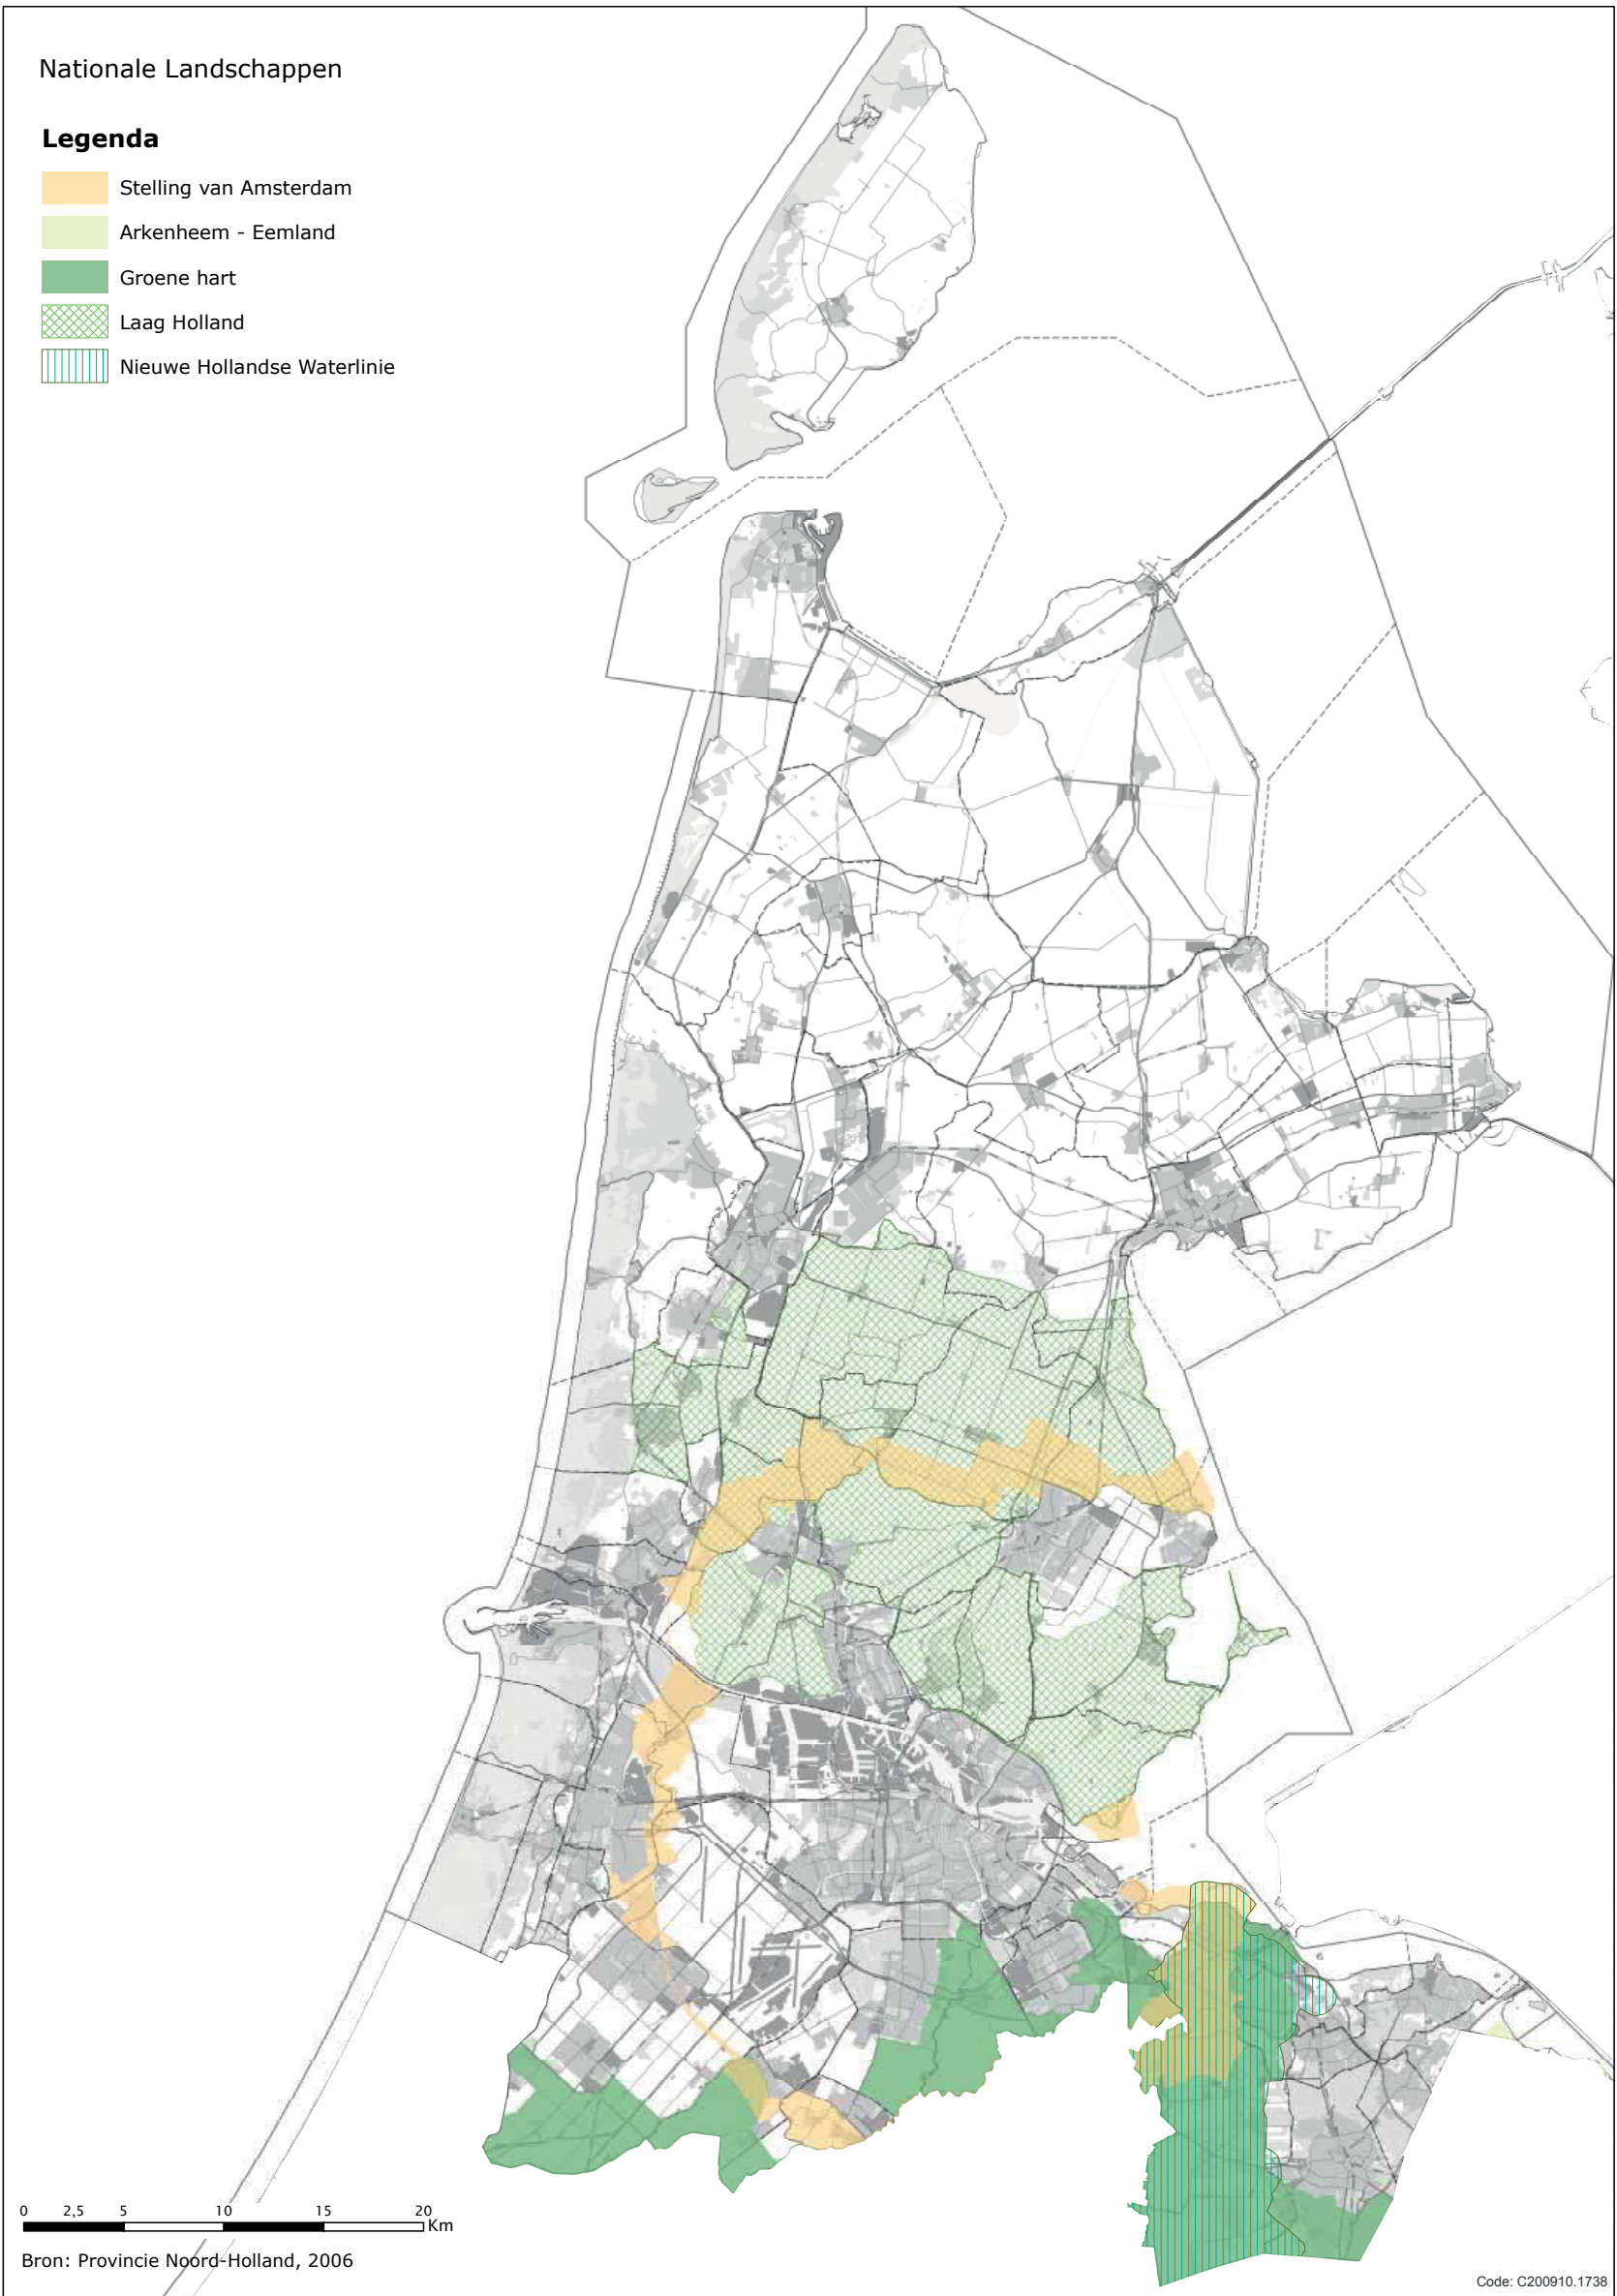 Nationale Landschappen
Legenda
Stelling van Amsterdam
Arkenheem - Eemland
Groene hart
Laag Holland
Nieuwe Hollandse Waterlinie
0 2,5 5 10 15 20
Km
Bron: Provincie Noord-Holland, 2006
Code: C200910.1738